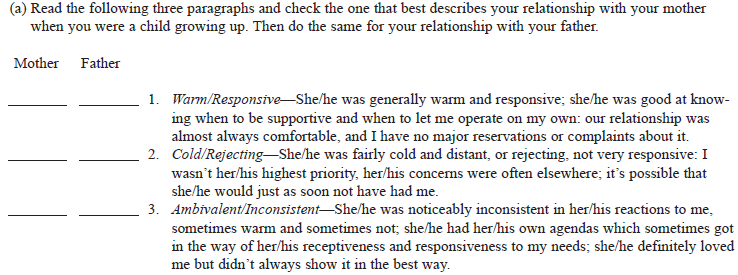 (a) Read the following three paragraphs and check the one that best describes your relationship with your mother
when you were a child growing up. Then do the same for your relationship with your father.
Mother Father
1. Warm/Responsive—She/he was generally warm and responsive; she/he was good at know-
ing when to be supportive and when to let me operate on my own: our relationship was
almost always comfortable, and I have no major reservations or complaints about it.
2. Cold/Rejecting—She/he was fairly cold and distant, or rejecting, not very responsive: I
wasn't her/his highest priority, her/his concerns were often elsewhere; it's possible that
she/he would just as soon not have had me.
3. Ambivalent/Inconsistent—She/he was noticeably inconsistent in her/his reactions to me,
sometimes warm and sometimes not; she/he had her/his own agendas which sometimes got
in the way of her/his receptiveness and responsiveness to my needs; she/he definitely loved
me but didn't always show it in the best way.